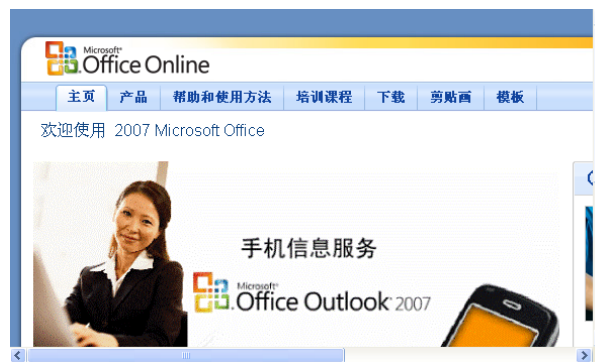 Microsoft
Office Online
主页 产品 帮助和使用方法 培训课程 下载 剪贴画 模板
欢迎使用 2007 Microsoft Office
手机信息服务
Microsoft
Office Outlook 2007